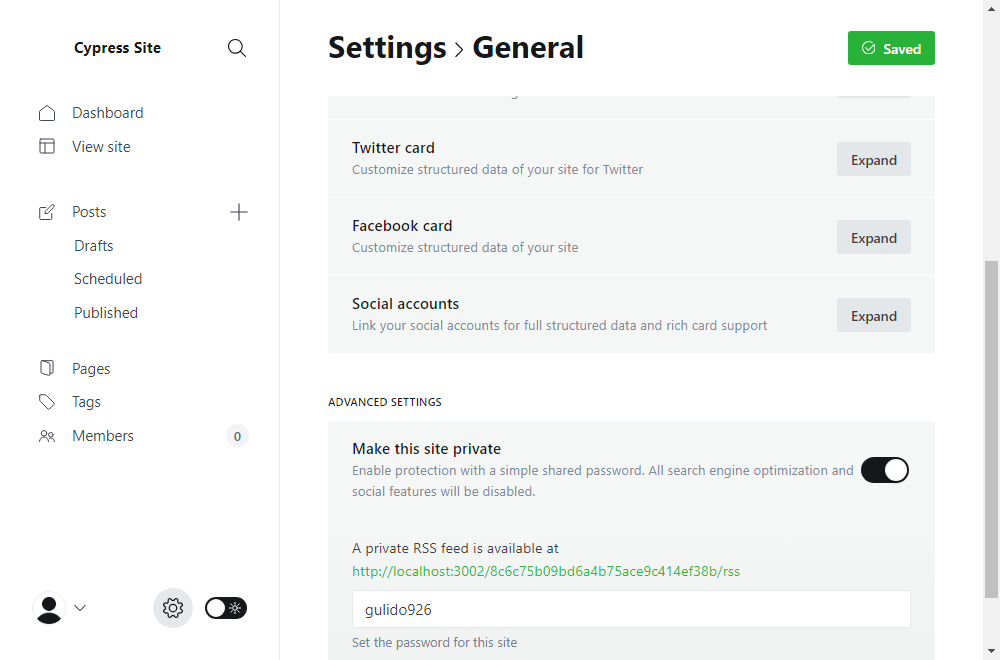 Cypress Site
Dashboard
View site
Posts
Drafts
Scheduled
Published
Pages
Tags
Members
0
Settings > General
Saved
Twitter card
Customize structured data of your site for Twitter
Expand
Facebook card
Customize structured data of your site
Expand
Social accounts
Link your social accounts for full structured data and rich card support
Expand
ADVANCED SETTINGS
Make this site private
Enable protection with a simple shared password. All search engine optimization and
social features will be disabled.
A private RSS feed is available at
http://localhost:3002/8c6c75b09bd6a4b75ace9c414ef38b/rss
gulido926
Set the password for this site